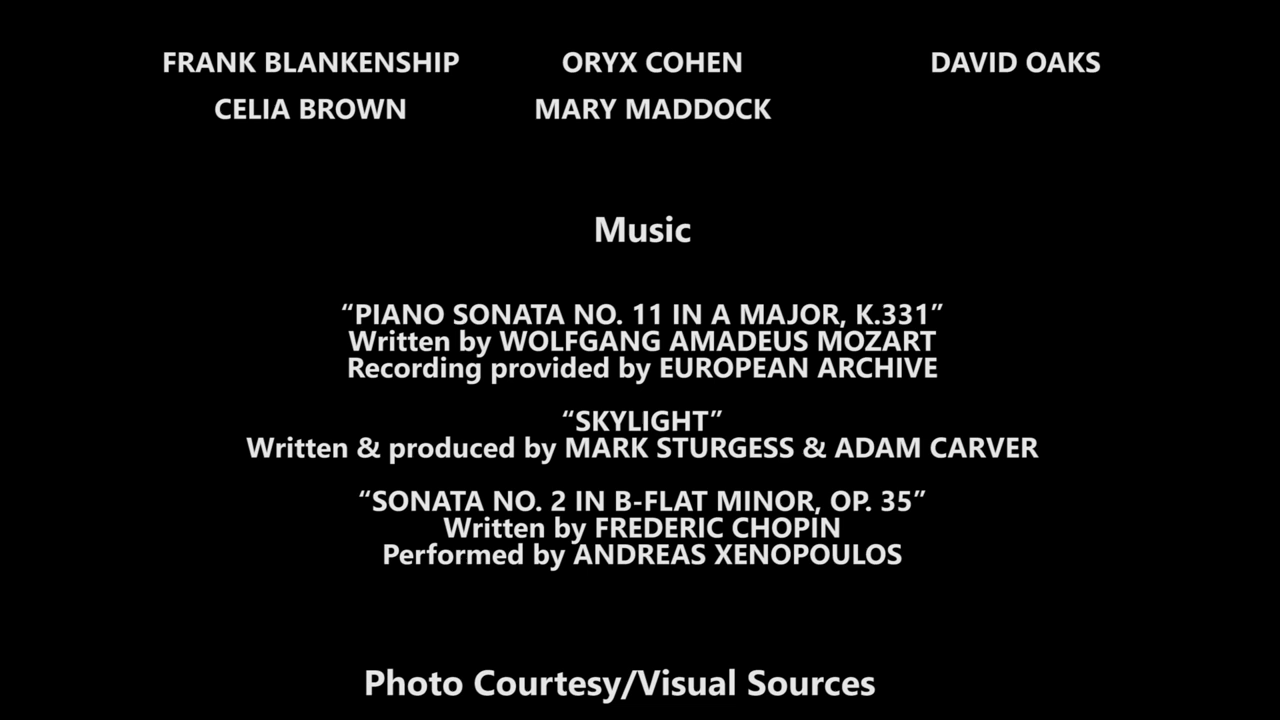 FRANK BLANKENSHIP ORYX COHEN DAVID OAKS
CELIA BROWN MARY MADDOCK
Music
“PIANO SONATA NO. 11 IN A MAJOR, K.331”
Written by WOLFGANG AMADEUS MOZART
Recording provided by EUROPEAN ARCHIVE
“SKYLIGHT”
Written & produced by MARK STURGESS & ADAM CARVER
“SONATA NO. 2 IN B-FLAT MINOR, OP. 35”
Written by FREDERIC CHOPIN
Performed by ANDREAS XENOPOULOS
Photo Courtesy/Visual Sources